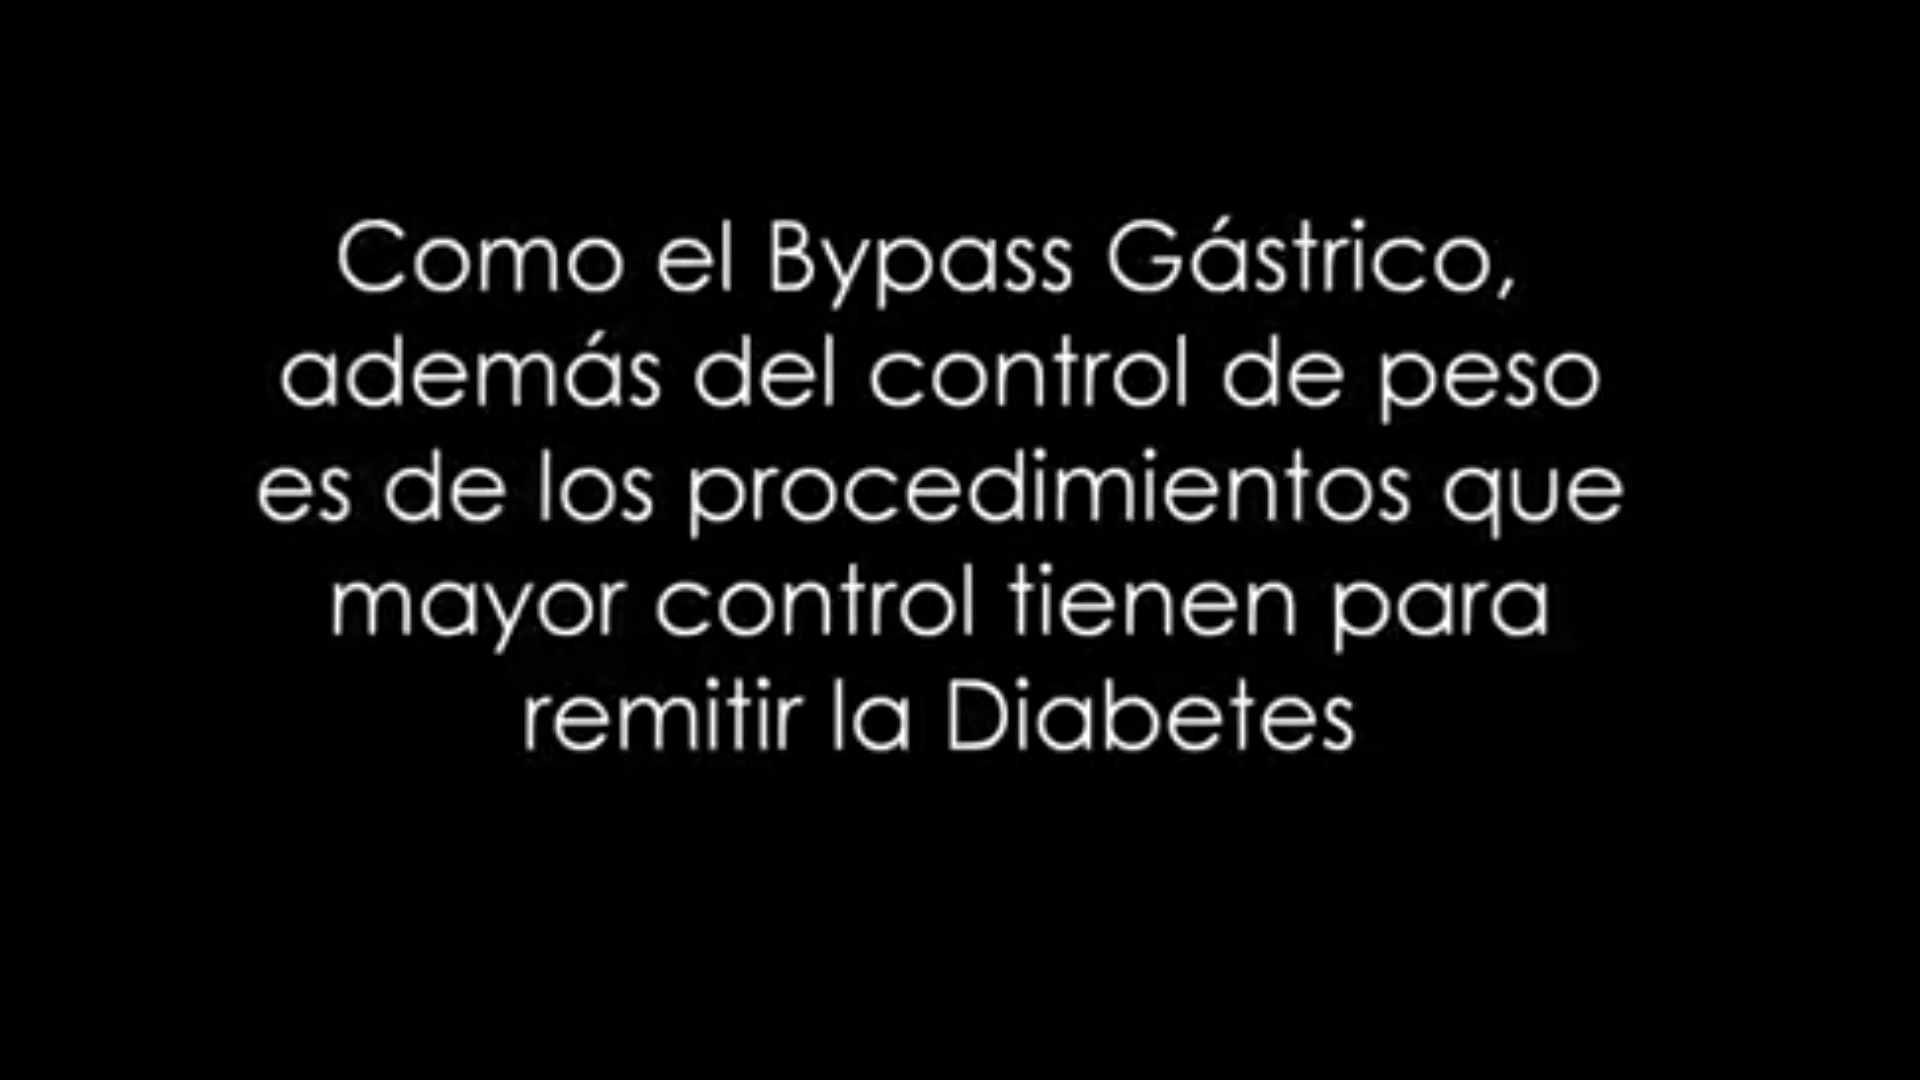 Como el Bypass Gástrico,
además del control de peso
es de los procedimientos que
mayor control tienen para
remitir la Diabetes